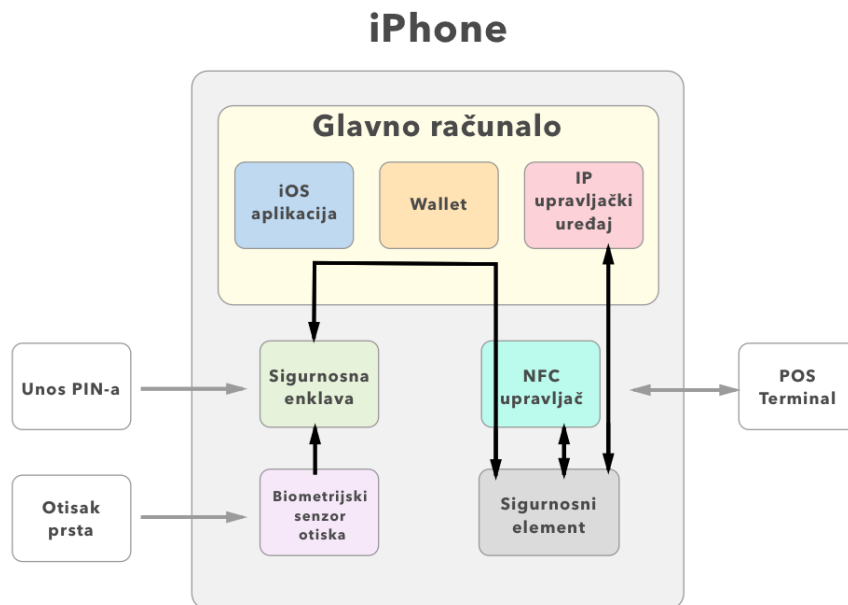 iPhone
Glavno računalo
iOS
aplikacija
Wallet
IP
upravljački
uređaj
Unos PIN-a
Sigurnosna
enklava
NFC
upravljač
POS
Terminal
Otisak
prsta
Biometrijski
senzor
otiska
Sigurnosni
element